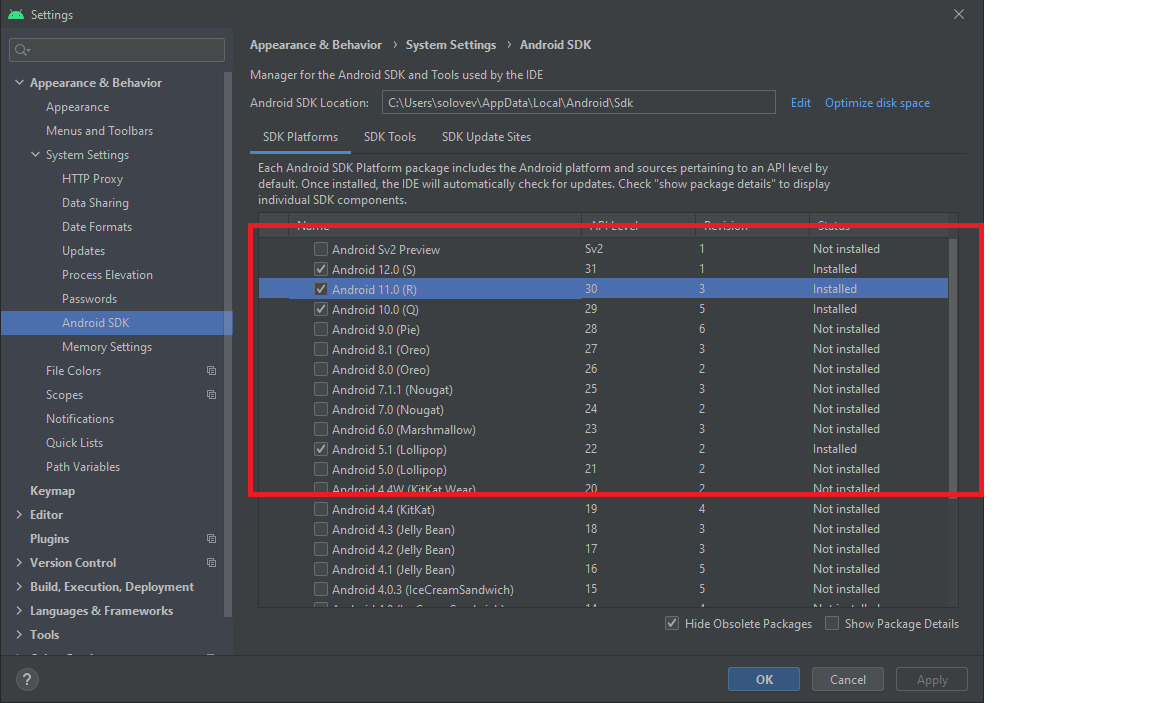 Settings
Appearance & Behavior
Appearance
Menus and Toolbars
System Settings
HTTP Proxy
Data Sharing
Date Formats
Updates
Process Elevation
Passwords
Android SDK
Memory Settings
File Colors
Scopes
Notifications
Quick Lists
Path Variables
Keymap
Editor
Plugins
Version Control
Build, Execution, Deployment
Languages & Frameworks
Tools
Appearance & Behavior › System Settings › Android SDK
Manager for the Android SDK and Tools used by the IDE
Android SDK Location: C:\Users\solovev\AppData\Local\Android\Sdk Edit Optimize disk space
SDK Platforms SDK Tools SDK Update Sites
Each Android SDK Platform package includes the Android platform and sources pertaining to an API level by
default. Once installed, the IDE will automatically check for updates. Check "show package details" to display
individual SDK components.
Name API Level Revision Status
Android Sv2 Preview Sv2 1 Not installed
Android 12.0 (S) 31 1 Installed
Android 11.0 (R) 30 3 Installed
Android 10.0 (Q) 29 5 Installed
Android 9.0 (Pie) 28 6 Not installed
Android 8.1 (Oreo) 27 3 Not installed
Android 8.0 (Oreo) 26 2 Not installed
Android 7.1.1 (Nougat) 25 3 Not installed
Android 7.0 (Nougat) 24 2 Not installed
Android 6.0 (Marshmallow) 23 3 Not installed
Android 5.1 (Lollipop) 22 2 Installed
Android 5.0 (Lollipop) 21 2 Not installed
Android 4.4W (KitKat Wear) 20 2 Not installed
Android 4.4 (KitKat) 19 4 Not installed
Android 4.3 (Jelly Bean) 18 3 Not installed
Android 4.2 (Jelly Bean) 17 3 Not installed
Android 4.1 (Jelly Bean) 16 5 Not installed
Android 4.0.3 (IceCreamSandwich) 15 5 Not installed
Hide Obsolete Packages Show Package Details
? OK Cancel Apply